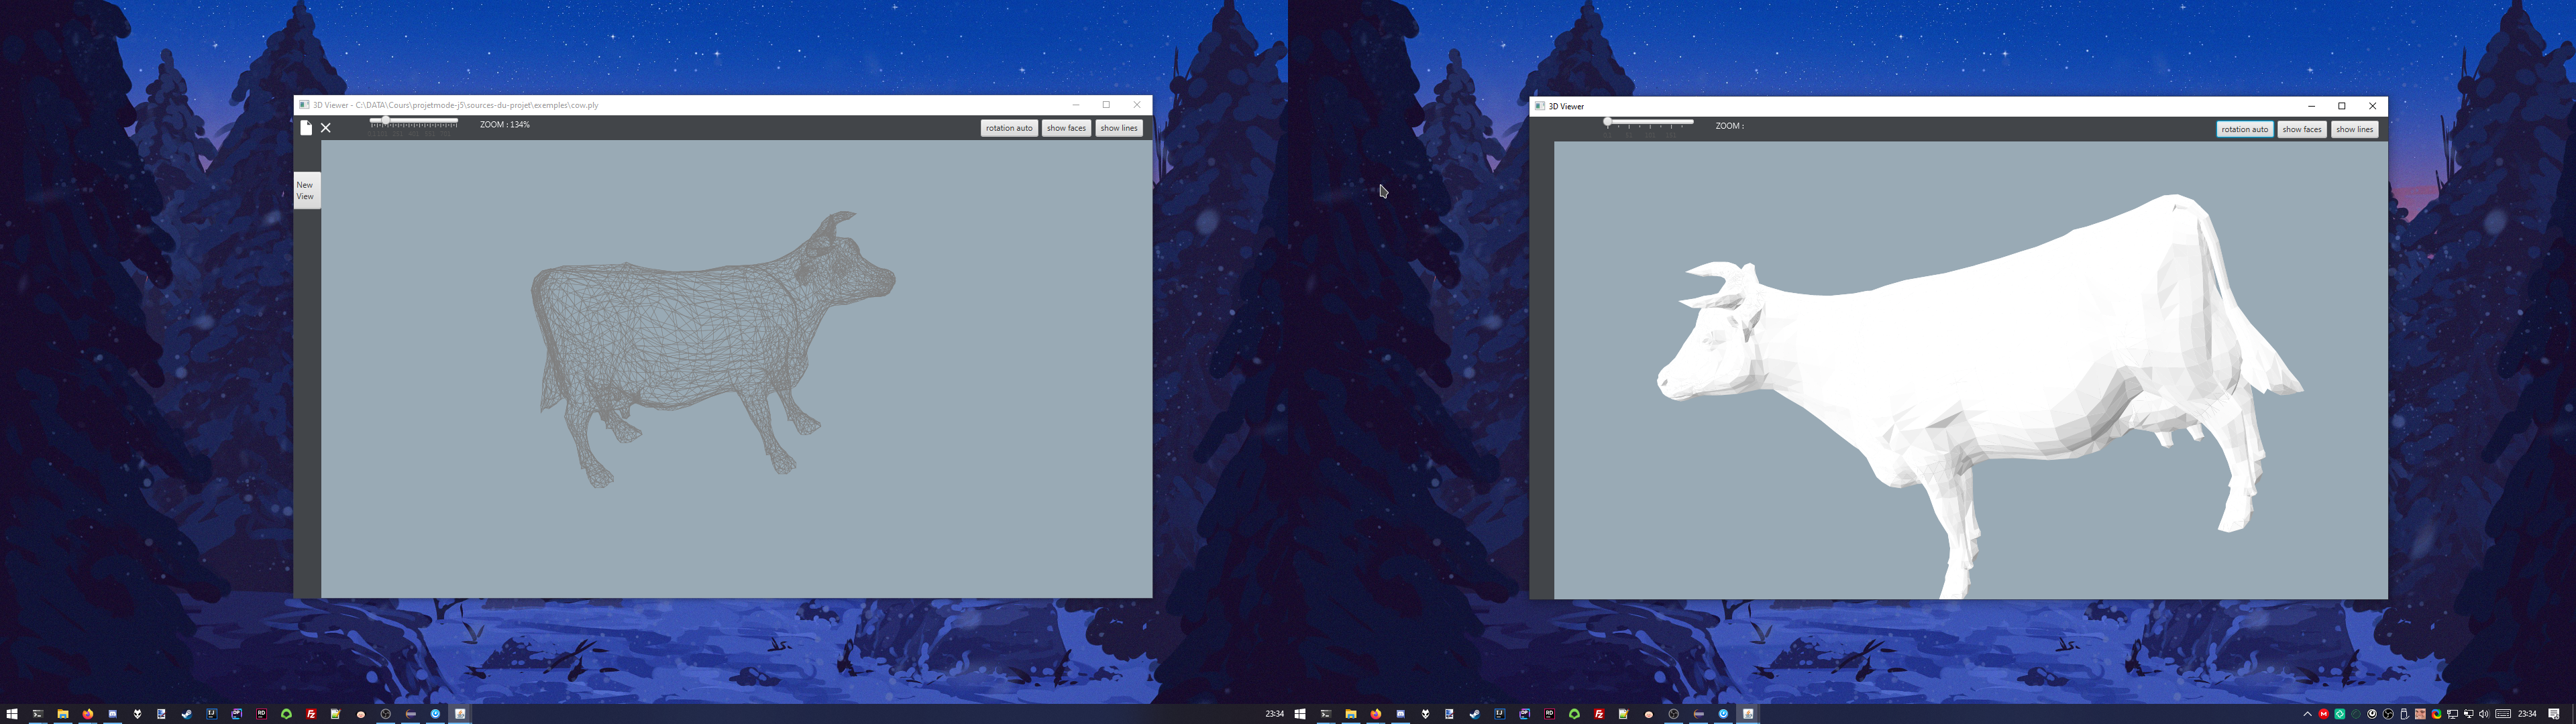 3D Viewer - C:\DATA\Cours\projetmode-j5\sources-du-projet\exemples\cow.ply
ZOOM : 134%
rotation auto
show faces
show lines
New
View
3D Viewer
ZOOM :
rotation auto
show faces
show lines
23:34
23:34